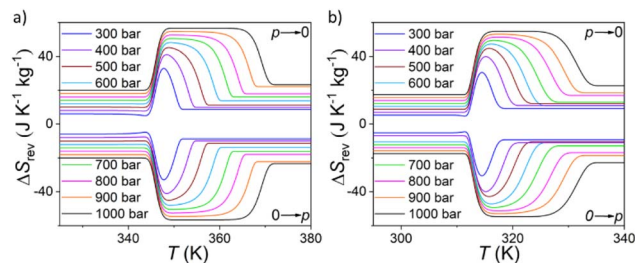 a)
ΔS_rev (J K⁻¹ kg⁻¹)
40
0
-40
300 bar
400 bar
500 bar
600 bar
p→0
700 bar
800 bar
900 bar
1000 bar
0→p
340
360
380
T (K)
b)
ΔS_rev (J K⁻¹ kg⁻¹)
40
0
-40
300 bar
400 bar
500 bar
600 bar
p→0
700 bar
800 bar
900 bar
1000 bar
0→p
300
320
340
T (K)